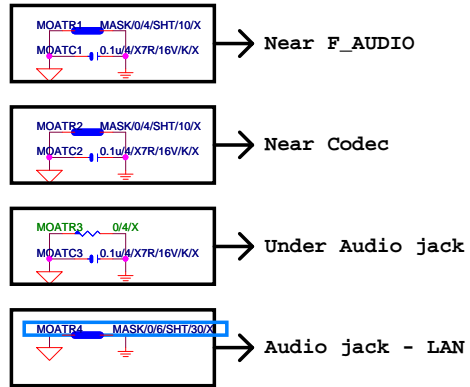 MOATR1 MASK/0/4/SHT/10/X
MOATC1 0.1u/4/X7R/16V/K/X
Near F_AUDIO
MOATR2 MASK/0/4/SHT/10/X
MOATC2 0.1u/4/X7R/16V/K/X
Near Codec
MOATR3 0/4/X
MOATC3 0.1u/4/X7R/16V/K/X
Under Audio jack
MOATR4 MASK/0/6/SHT/30/X
Audio jack - LAN